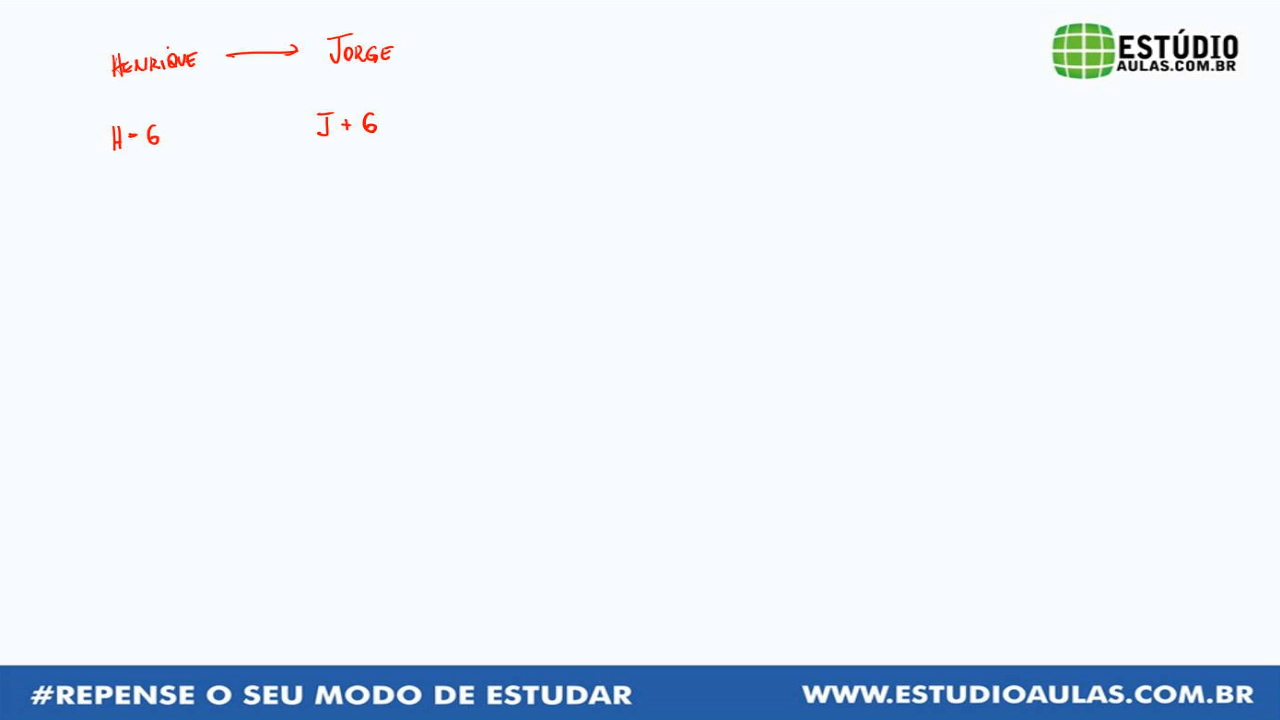 HENRIQUE → JORGE
H - 6 J + 6
ESTÚDIO
AULAS.COM.BR
#REPENSE O SEU MODO DE ESTUDAR
WWW.ESTUDIOAULAS.COM.BR